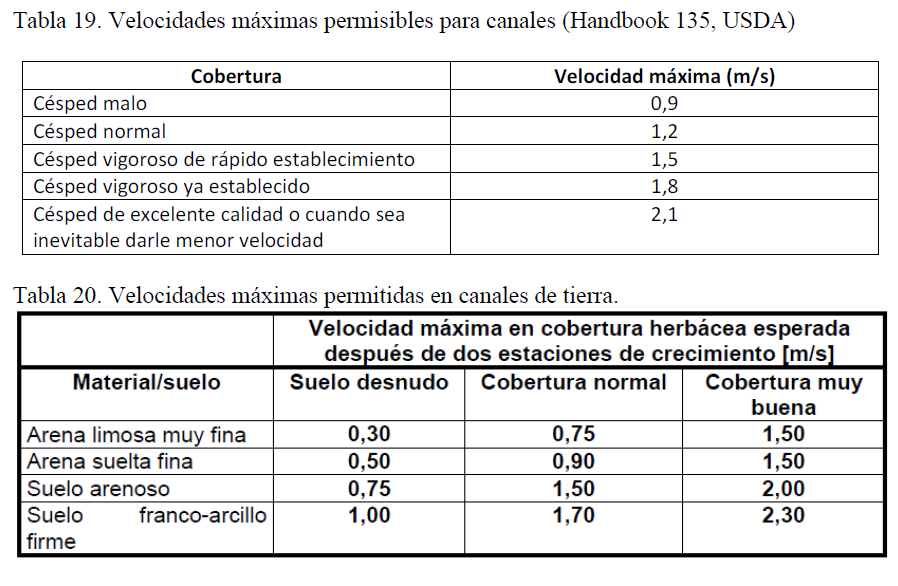 Tabla 19. Velocidades máximas permisibles para canales (Handbook 135, USDA)
Cobertura Velocidad máxima (m/s)
Césped malo 0,9
Césped normal 1,2
Césped vigoroso de rápido establecimiento 1,5
Césped vigoroso ya establecido 1,8
Césped de excelente calidad o cuando sea 2,1
inevitable darle menor velocidad
Tabla 20. Velocidades máximas permitidas en canales de tierra.
Velocidad máxima en cobertura herbácea esperada
después de dos estaciones de crecimiento [m/s]
Material/suelo Suelo desnudo Cobertura normal Cobertura muy
buena
Arena limosa muy fina 0,30 0,75 1,50
Arena suelta fina 0,50 0,90 1,50
Suelo arenoso 0,75 1,50 2,00
Suelo franco-arcillo 1,00 1,70 2,30
firme